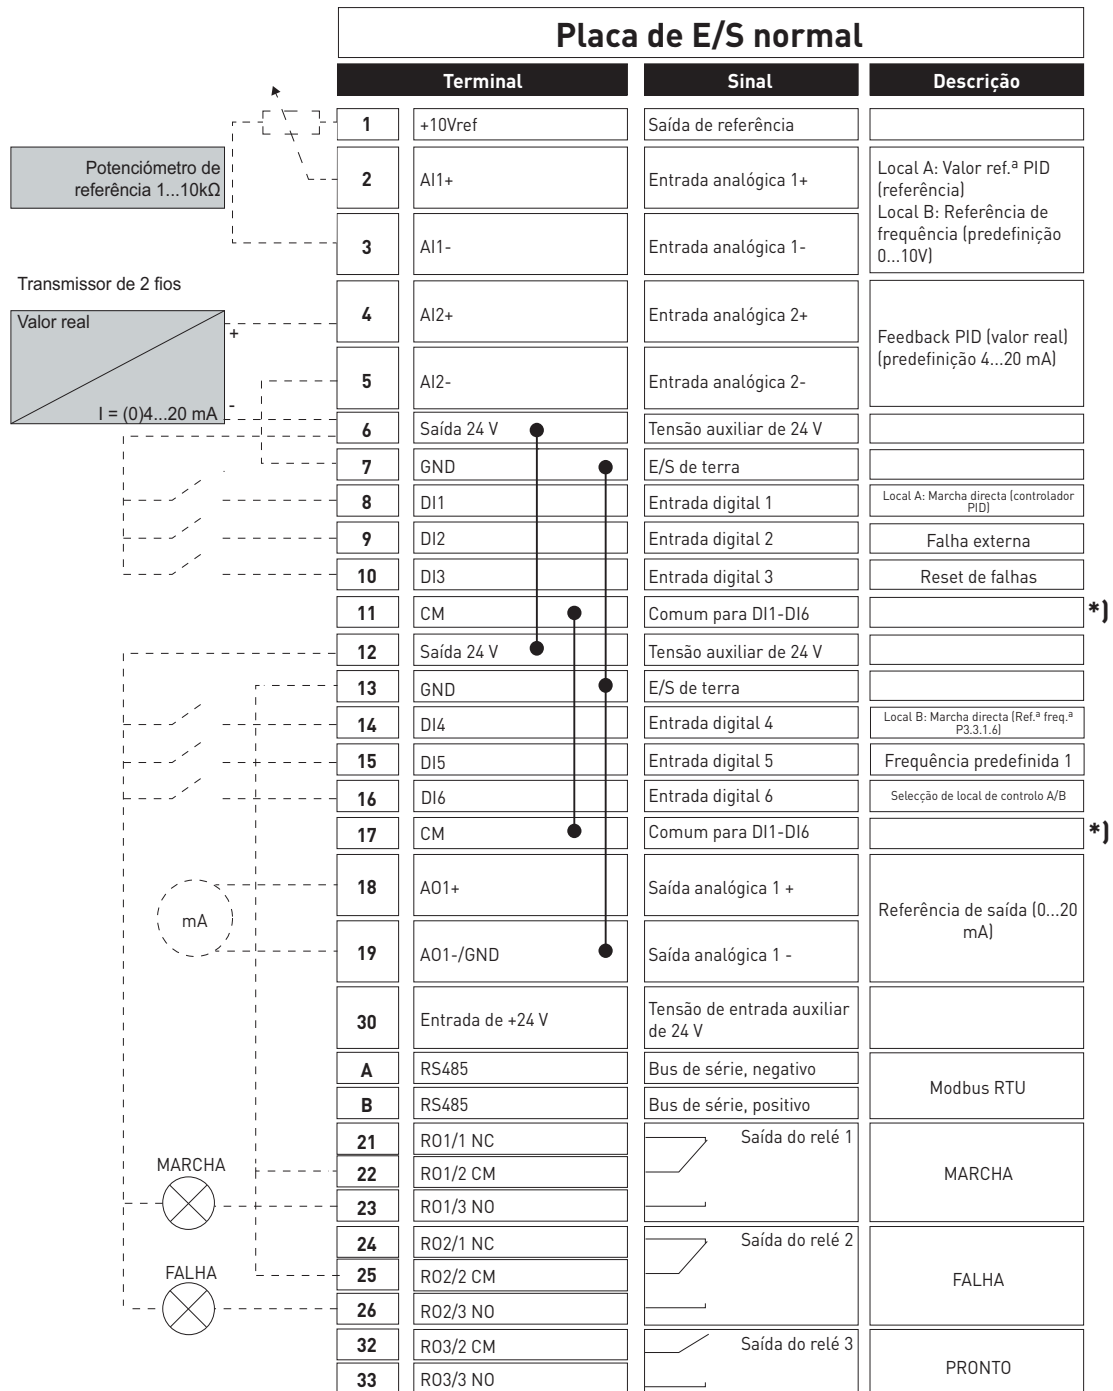 Placa de E/S normal
Terminal Sinal Descrição
1 +10Vref Saída de referência
Potenciómetro de
referência 1...10kΩ
2 AI1+ Entrada analógica 1+
3 AI1- Entrada analógica 1-
Local A: Valor ref.ª PID
(referência)
Local B: Referência de
frequência (predefinição
0...10V)
Transmissor de 2 fios
Valor real
+
-
I = (0)4...20 mA
4 AI2+ Entrada analógica 2+
5 AI2- Entrada analógica 2-
Feedback PID (valor real)
(predefinição 4...20 mA)
6 Saída 24 V Tensão auxiliar de 24 V
7 GND E/S de terra
8 DI1 Entrada digital 1
Local A: Marcha directa (controlador
PID)
9 DI2 Entrada digital 2 Falha externa
10 DI3 Entrada digital 3 Reset de falhas
11 CM Comum para DI1-DI6 *)
12 Saída 24 V Tensão auxiliar de 24 V
13 GND E/S de terra
14 DI4 Entrada digital 4
Local B: Marcha directa (Ref.ª freq.ª
P3.3.1.6)
15 DI5 Entrada digital 5 Frequência predefinida 1
16 DI6 Entrada digital 6 Selecção de local de controlo A/B
17 CM Comum para DI1-DI6 *)
mA
18 AO1+ Saída analógica 1 +
19 AO1-/GND Saída analógica 1 -
Referência de saída (0...20
mA)
30 Entrada de +24 V
Tensão de entrada auxiliar
de 24 V
A RS485 Bus de série, negativo
B RS485 Bus de série, positivo
Modbus RTU
21 RO1/1 NC Saída do relé 1
MARCHA
22 RO1/2 CM MARCHA
23 RO1/3 NO
24 RO2/1 NC Saída do relé 2
FALHA
25 RO2/2 CM FALHA
26 RO2/3 NO
32 RO3/2 CM Saída do relé 3
33 RO3/3 NO
PRONTO